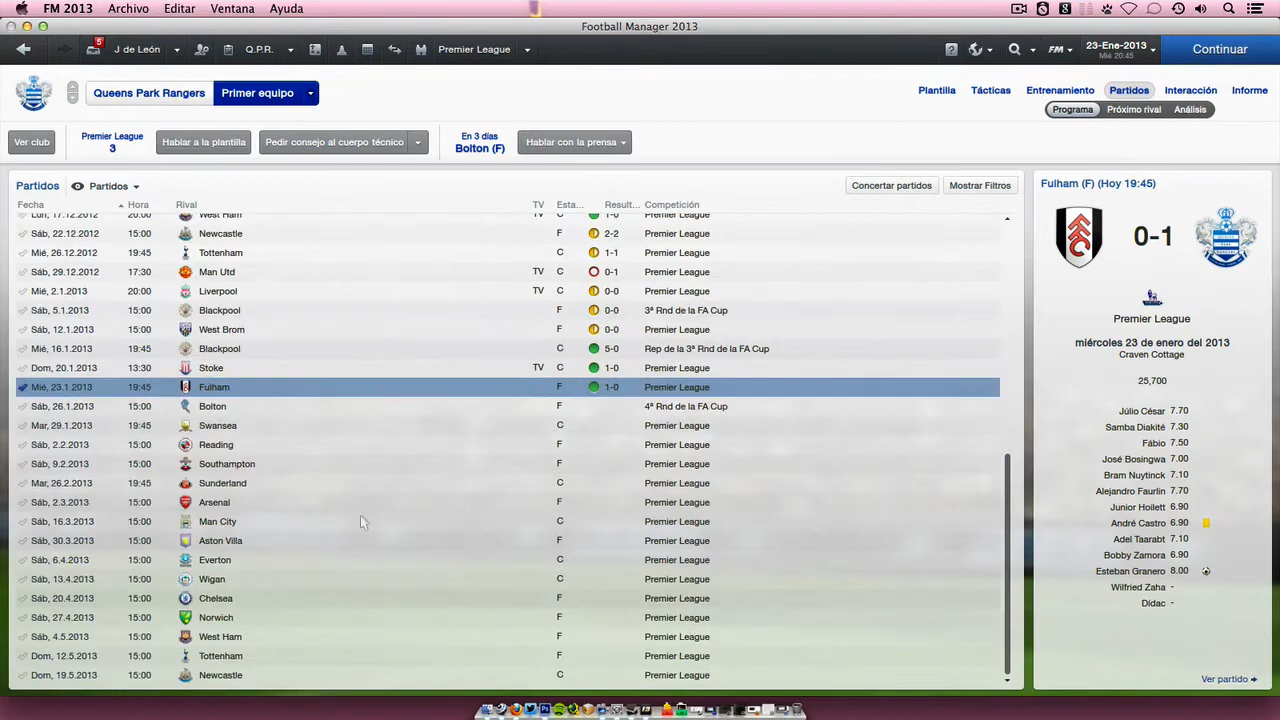 FM 2013 Archivo Editar Ventana Ayuda
Football Manager 2013
5 J de León Q.P.R. Premier League FM 23-Ene-2013 Continuar
Mié 20:45
Queens Park Rangers Primer equipo Plantilla Tácticas Entrenamiento Partidos Interacción Informe
Programa Próximo rival Análisis
Ver club Premier League 3 Hablar a la plantilla Pedir consejo al cuerpo técnico En 3 días Bolton (F) Hablar con la prensa
Partidos Partidos Concertar partidos Mostrar Filtros
Fecha Hora Rival TV Esta... Result... Competición
Lun, 17.12.2012 20:00 West Ham TV C 1-0 Premier League
Sáb, 22.12.2012 15:00 Newcastle F 2-2 Premier League
Mié, 26.12.2012 19:45 Tottenham C 1-1 Premier League
Sáb, 29.12.2012 17:30 Man Utd TV C 0-1 Premier League
Mié, 2.1.2013 20:00 Liverpool TV C 0-0 Premier League
Sáb, 5.1.2013 15:00 Blackpool F 0-0 3ª Rnd de la FA Cup
Sáb, 12.1.2013 15:00 West Brom F 0-0 Premier League
Mié, 16.1.2013 19:45 Blackpool C 5-0 Rep de la 3ª Rnd de la FA Cup
Dom, 20.1.2013 13:30 Stoke TV C 1-0 Premier League
Mié, 23.1.2013 19:45 Fulham F 1-0 Premier League
Sáb, 26.1.2013 15:00 Bolton F 4ª Rnd de la FA Cup
Mar, 29.1.2013 19:45 Swansea C Premier League
Sáb, 2.2.2013 15:00 Reading F Premier League
Sáb, 9.2.2013 15:00 Southampton F Premier League
Mar, 26.2.2013 19:45 Sunderland C Premier League
Sáb, 2.3.2013 15:00 Arsenal F Premier League
Sáb, 16.3.2013 15:00 Man City C Premier League
Sáb, 30.3.2013 15:00 Aston Villa F Premier League
Sáb, 6.4.2013 15:00 Everton C Premier League
Sáb, 13.4.2013 15:00 Wigan C Premier League
Sáb, 20.4.2013 15:00 Chelsea F Premier League
Sáb, 27.4.2013 15:00 Norwich F Premier League
Sáb, 4.5.2013 15:00 West Ham F Premier League
Dom, 12.5.2013 15:00 Tottenham F Premier League
Dom, 19.5.2013 15:00 Newcastle C Premier League
Fulham (F) (Hoy 19:45)
0-1
Premier League
miércoles 23 de enero del 2013
Craven Cottage
25,700
Júlio César 7.70
Samba Diakité 7.30
Fábio 7.50
José Bosingwa 7.00
Bram Nuytinck 7.10
Alejandro Faurlin 7.70
Junior Hoilett 6.90
André Castro 6.90
Adel Taarabt 7.10
Bobby Zamora 6.90
Esteban Granero 8.00
Wilfried Zaha -
Dídac -
Ver partido